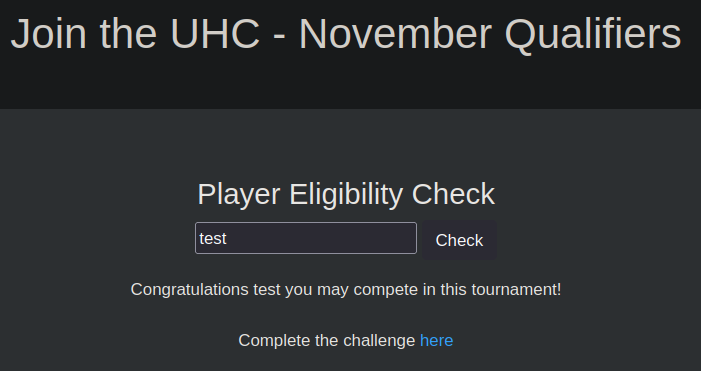 Join the UHC - November Qualifiers
Player Eligibility Check
test
Check
Congratulations test you may compete in this tournament!
Complete the challenge here